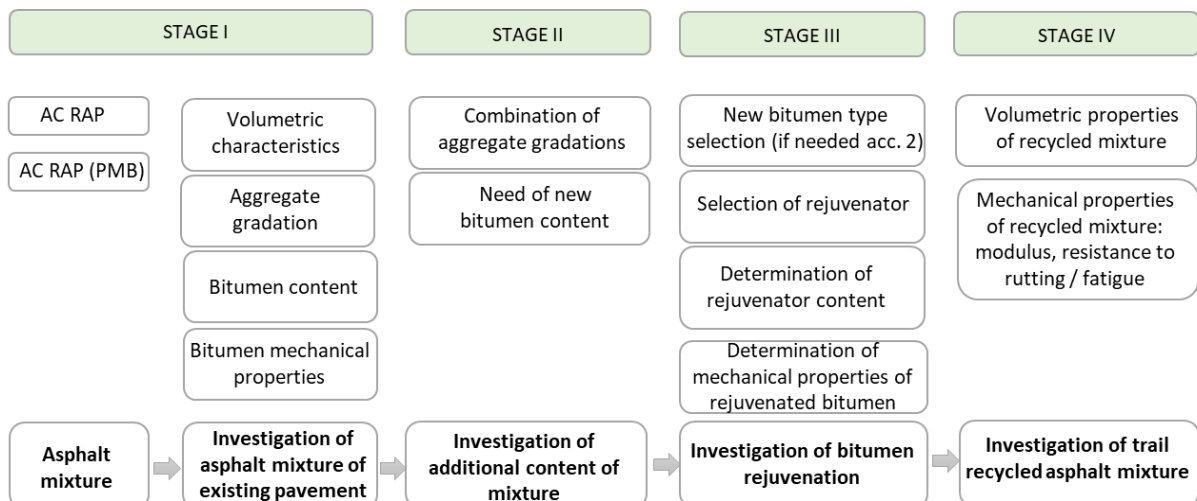 STAGE I
STAGE II
STAGE III
STAGE IV
AC RAP
AC RAP (PMB)
Volumetric
characteristics
Aggregate
gradation
Bitumen content
Bitumen mechanical
properties
Combination of
aggregate gradations
Need of new
bitumen content
New bitumen type
selection (if needed acc. 2)
Selection of rejuvenator
Determination of
rejuvenator content
Determination of
mechanical properties of
rejuvenated bitumen
Volumetric properties
of recycled mixture
Mechanical properties
of recycled mixture:
modulus, resistance to
rutting / fatigue
Asphalt
mixture
Investigation of
asphalt mixture of
existing pavement
Investigation of
additional content of
mixture
Investigation of bitumen
rejuvenation
Investigation of trail
recycled asphalt mixture